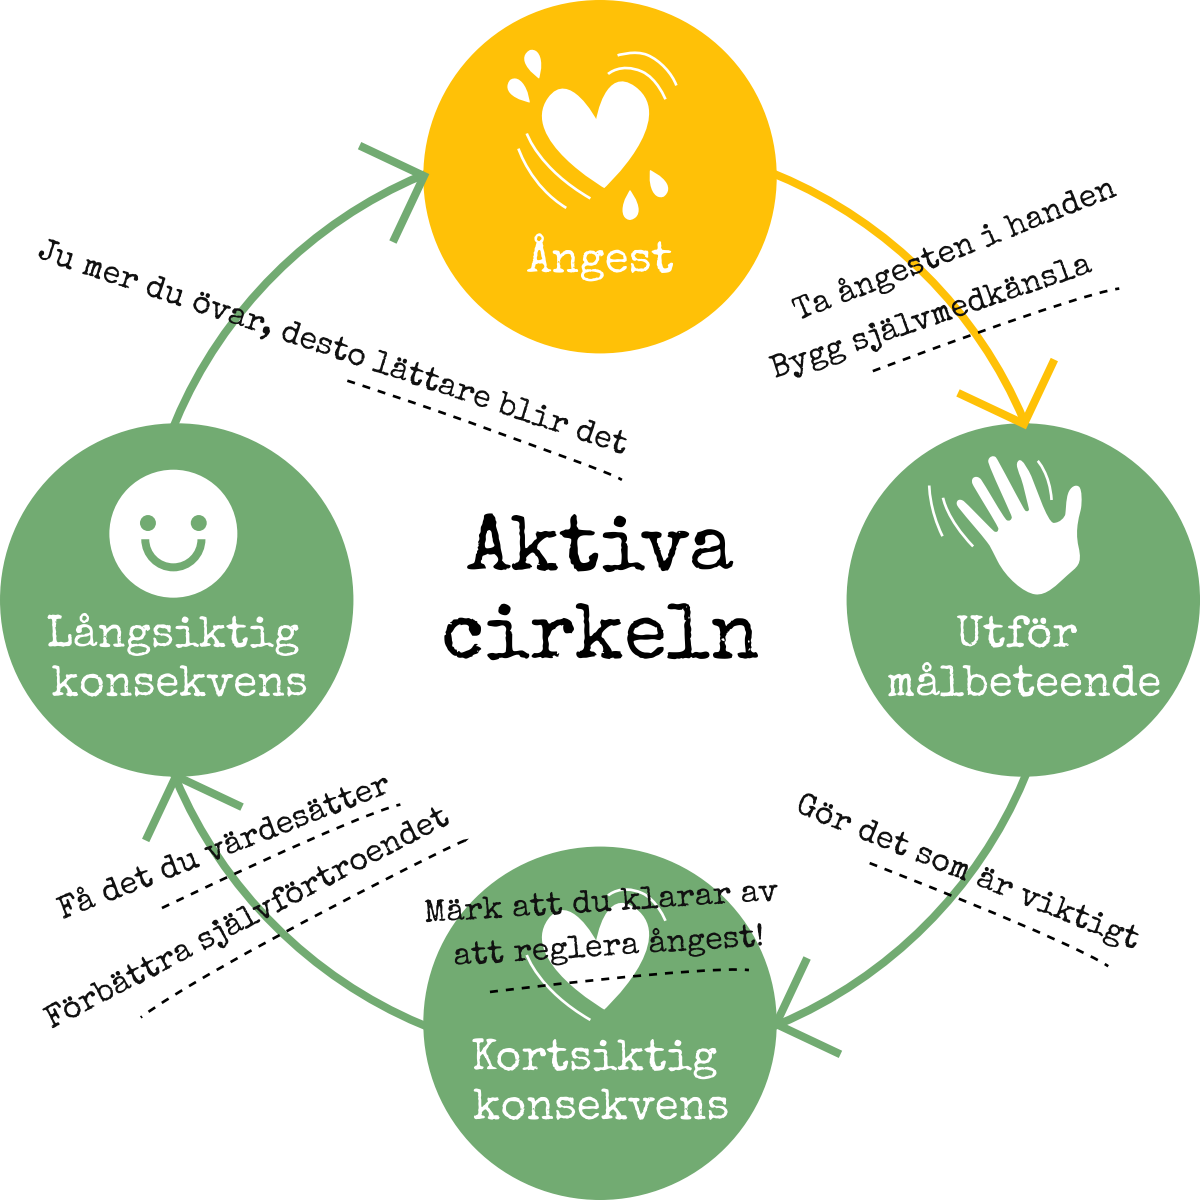 Ångest
Ta ångesten i handen
Bygg självmedkänsla
Ju mer du övar, desto lättare blir det
Aktiva
cirkeln
Långsiktig
konsekvens
Utför
målbeteende
Få det du värdesätter
Förbättra självförtroendet
Gör det som är viktigt
Märk att du klarar av
att reglera ångest!
Kortsiktig
konsekvens